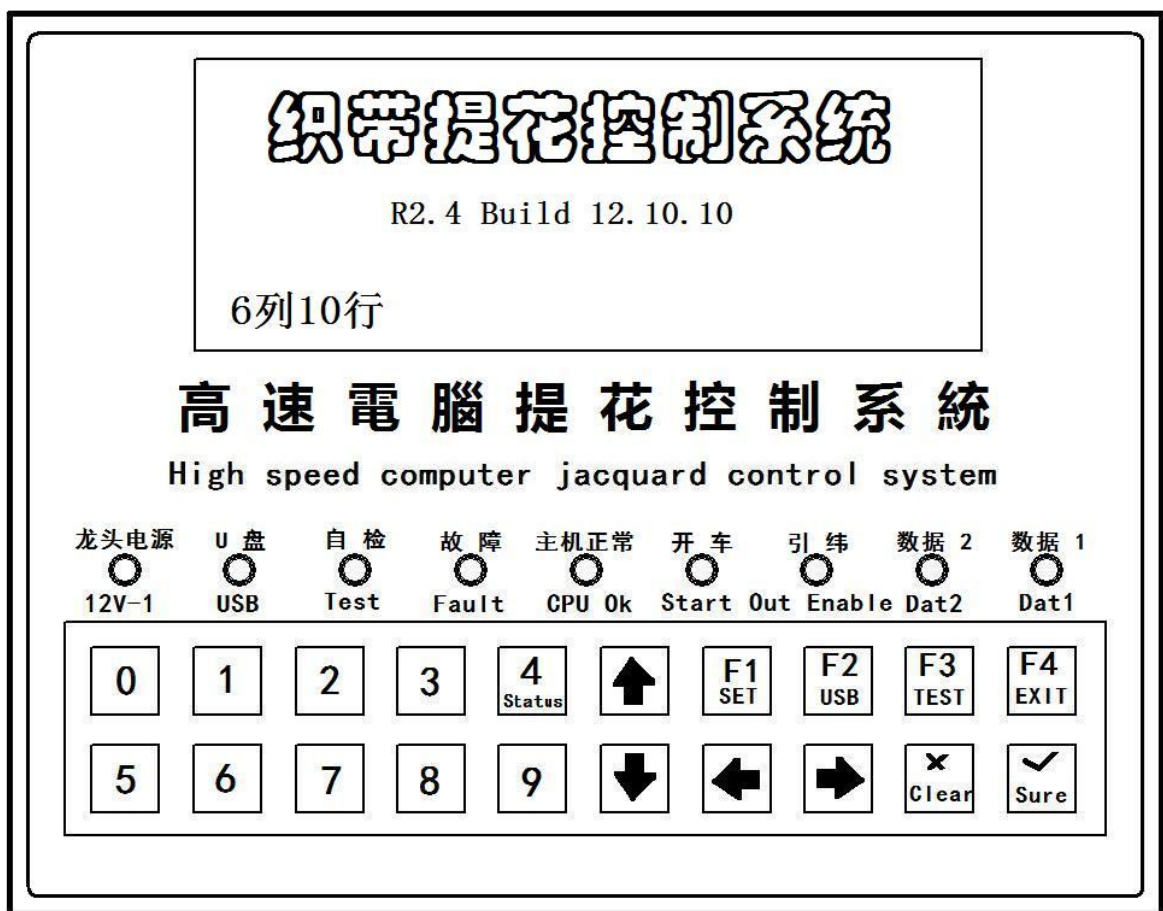 织带提花控制系统
R2.4 Build 12.10.10
6列10行
高速電腦提花控制系統
High speed computer jacquard control system
龙头电源 U 盘 自 检 故 障 主机正常 开 车 引 纬 数据 2 数据 1
12V-1 USB Test Fault CPU Ok Start Out Enable Dat2 Dat1
0 1 2 3 4 F1 F2 F3 F4
Status SET USB TEST EXIT
5 6 7 8 9
Clear Sure